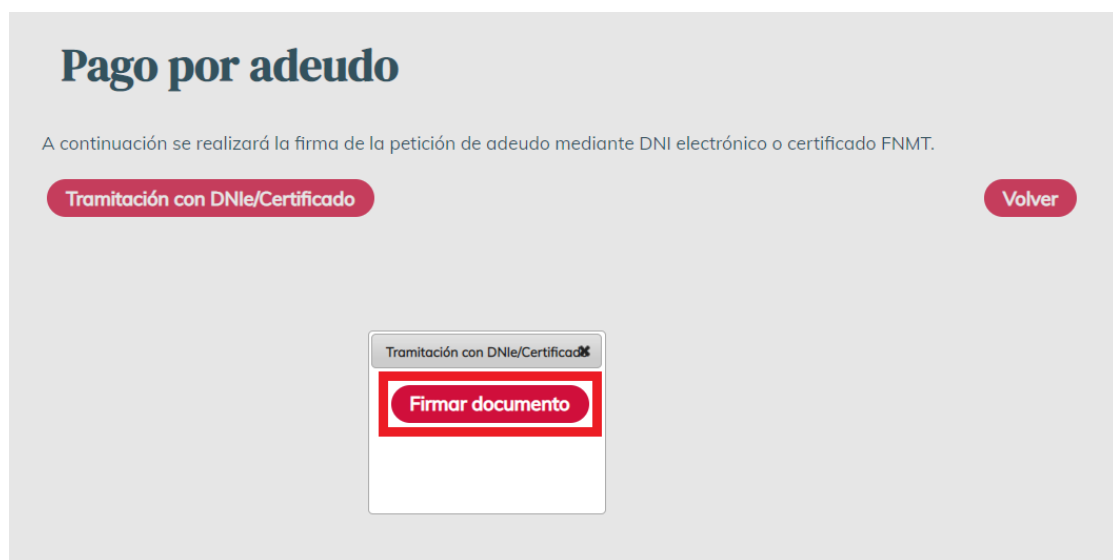 Pago por adeudo
A continuación se realizará la firma de la petición de adeudo mediante DNI electrónico o certificado FNMT.
Tramitación con DNIe/Certificado
Volver
Tramitación con DNIe/Certificado
Firmar documento